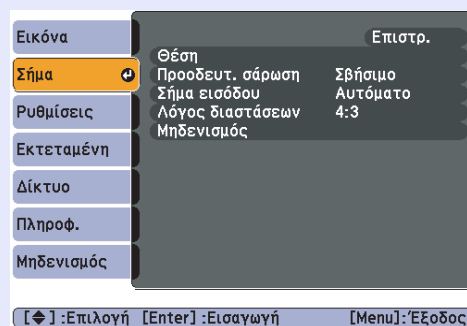 Εικόνα
Σήμα
Ρυθμίσεις
Εκτεταμένη
Δίκτυο
Πληροφ.
Μηδενισμός
Επιστρ.
Θέση
Προοδευτ. σάρωση Σβήσιμο
Σήμα εισόδου Αυτόματο
Λόγος διαστάσεων 4:3
Μηδενισμός
[◆] :Επιλογή [Enter] :Εισαγωγή [Menu]:Έξοδος